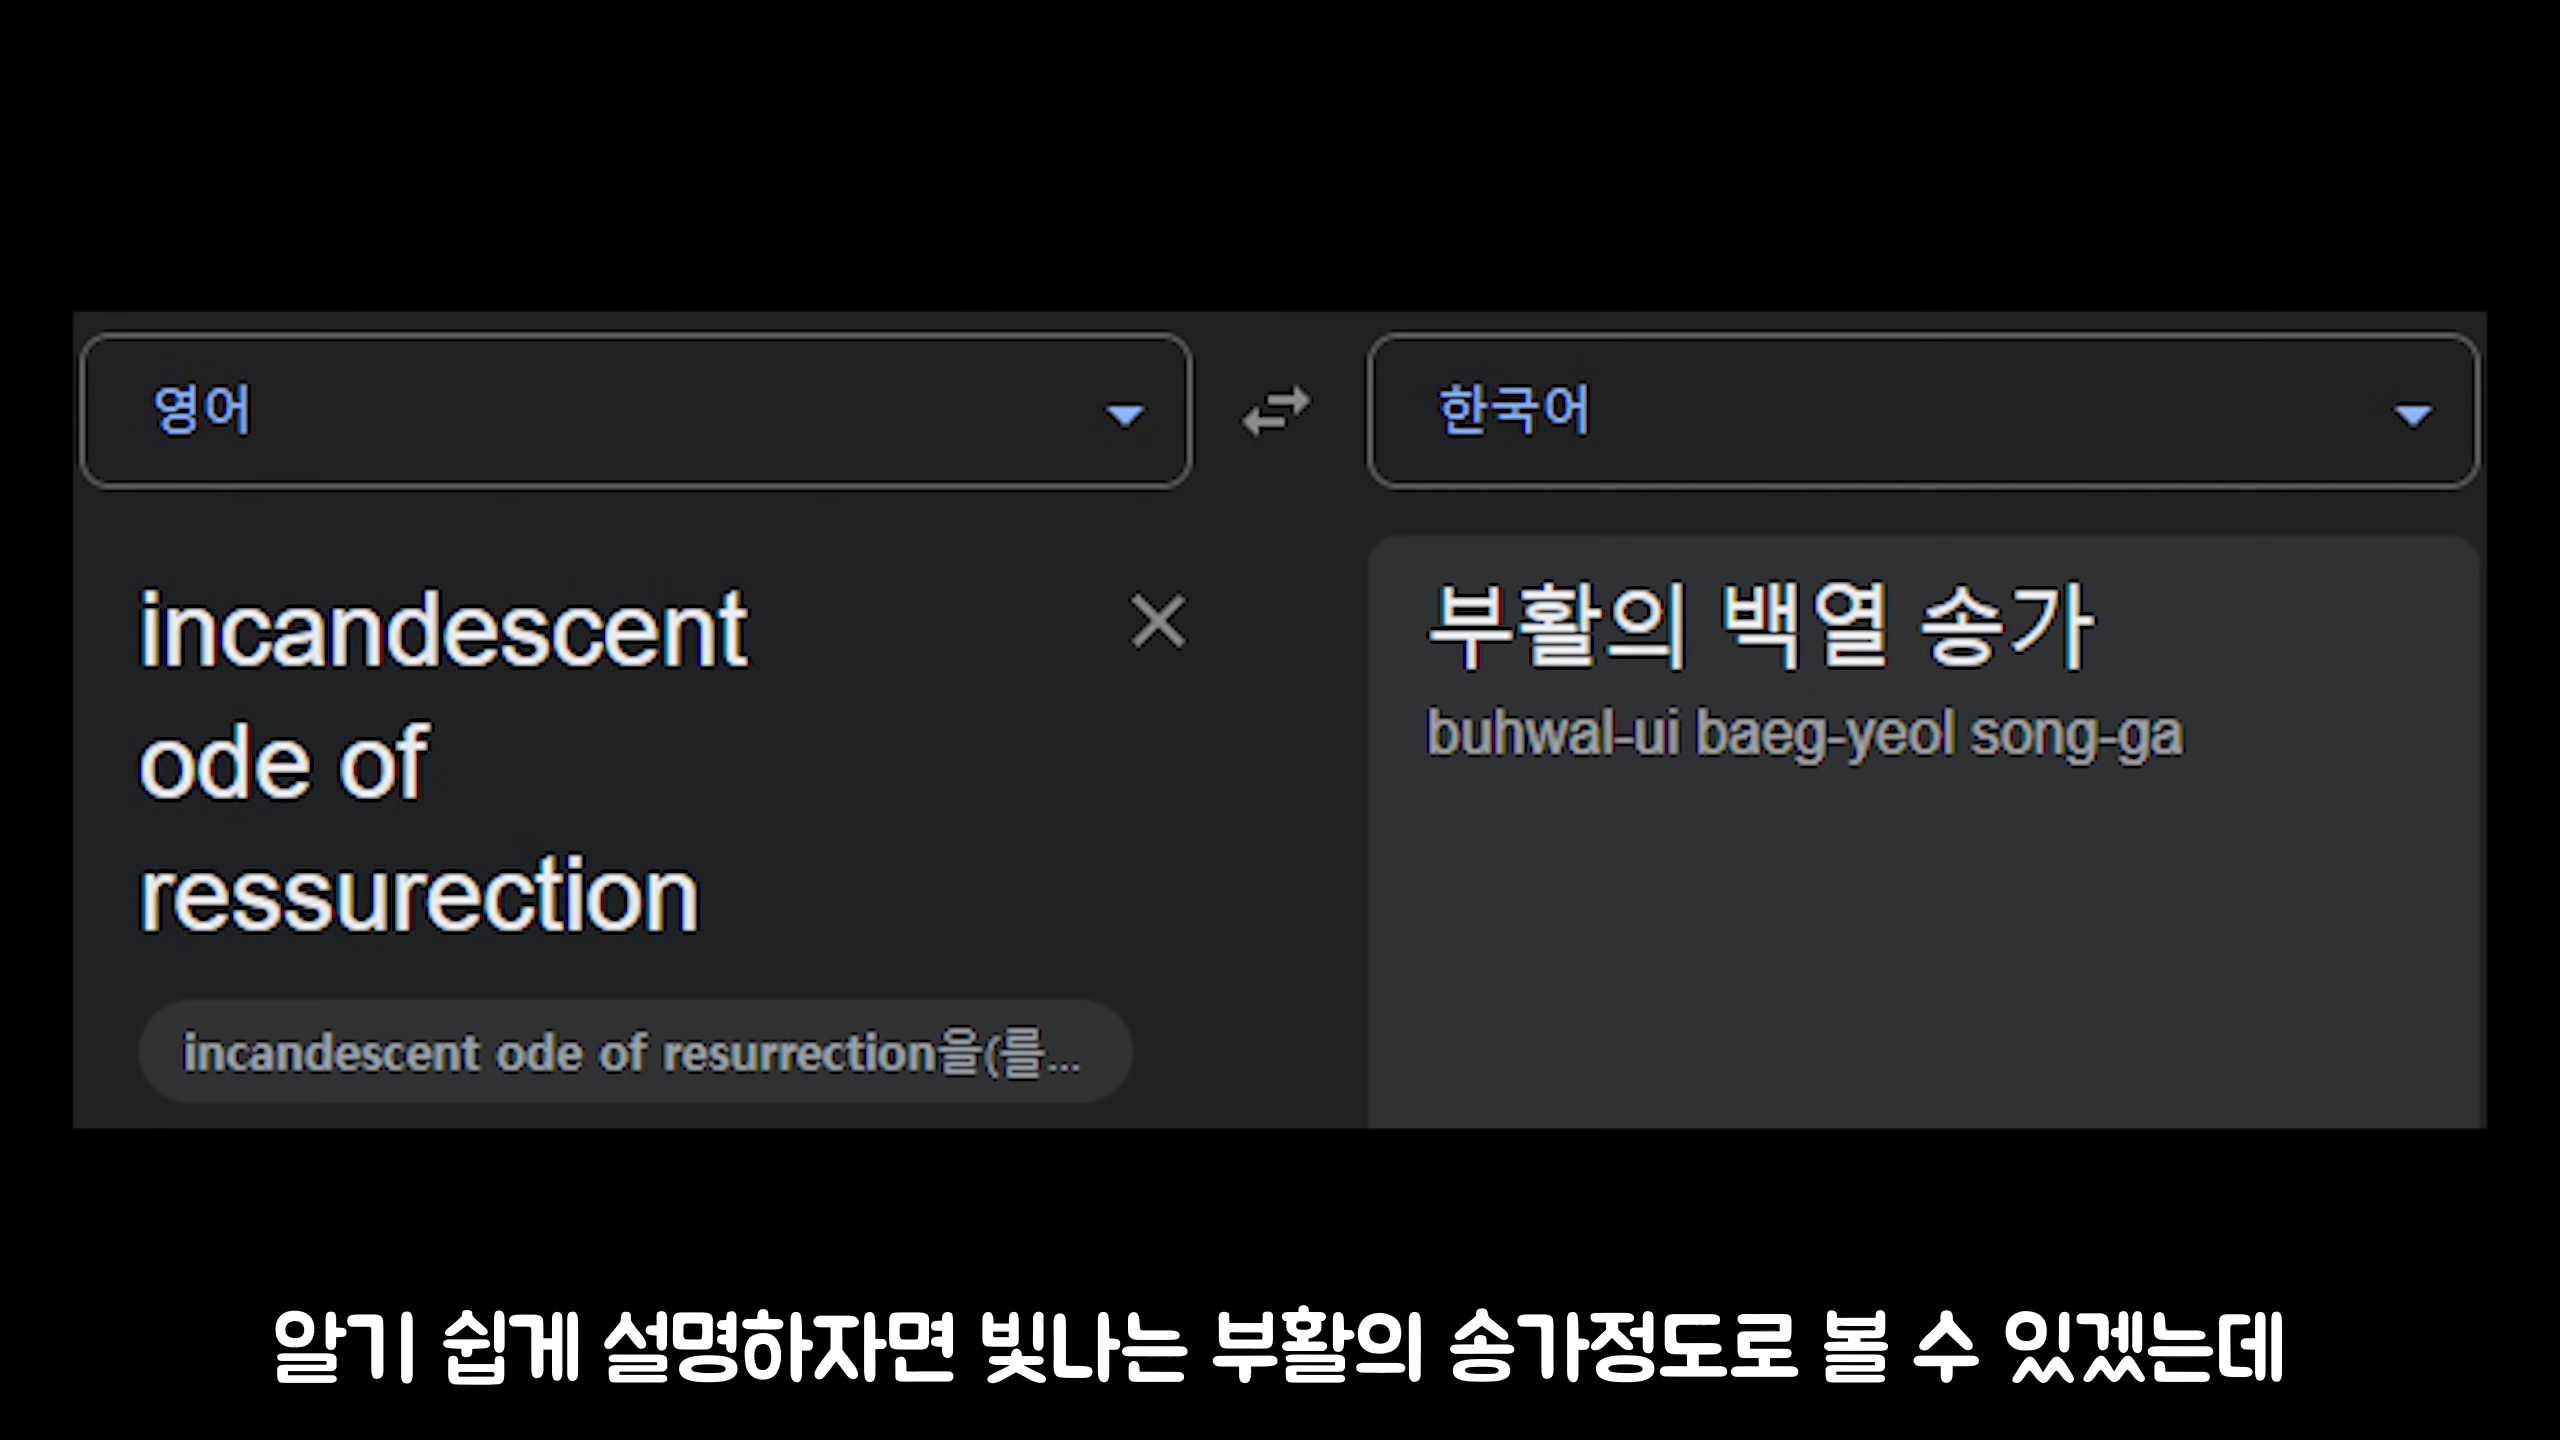 영어
한국어
incandescent
ode of
ressurection
부활의 백열 송가
buhwal-ui baeg-yeol song-ga
incandescent ode of resurrection을(를...
알기 쉽게 설명하자면 빛나는 부활의 송가정도로 볼 수 있겠는데